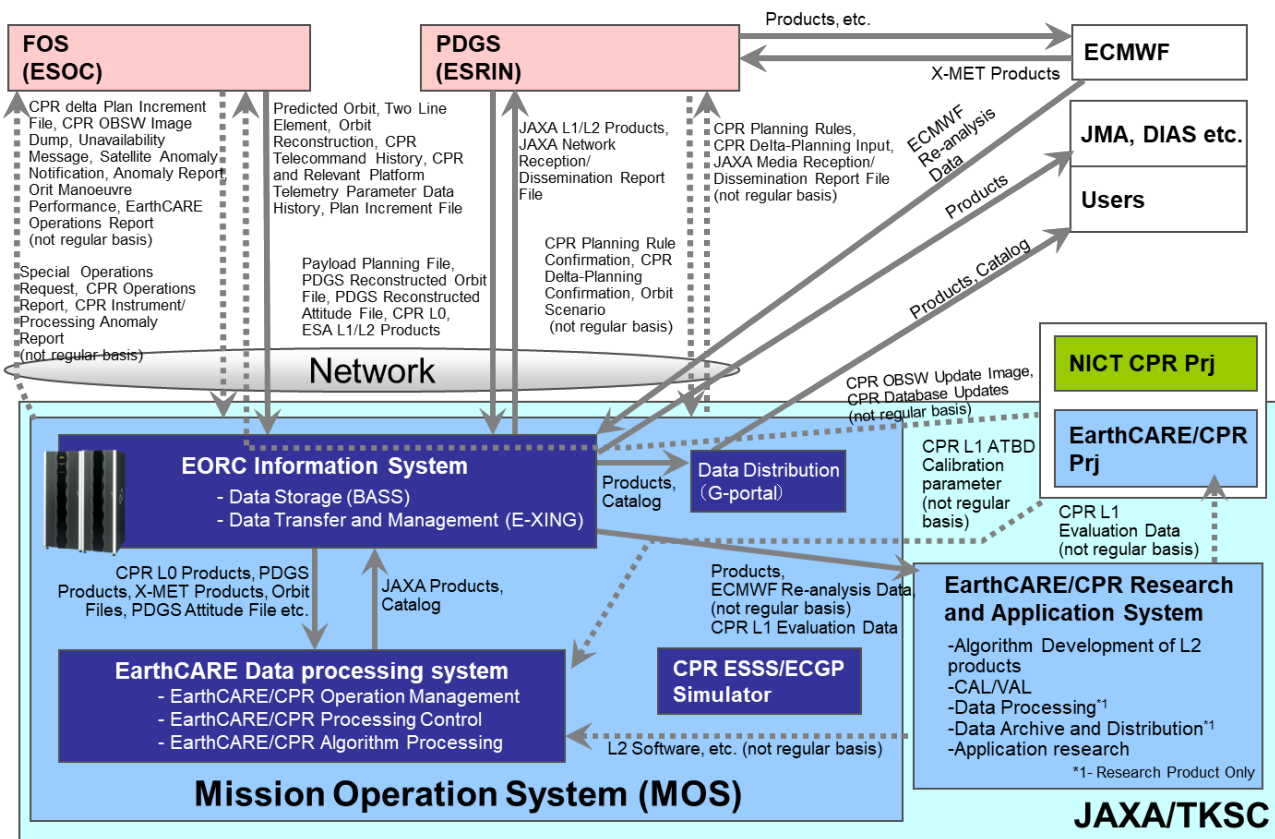 FOS
(ESOC)
PDGS
(ESRIN)
Products, etc.
X-MET Products
ECMWF
JMA, DIAS etc.
Users
CPR delta Plan Increment
File, CPR OBSW Image
Dump, Unavailability
Message, Satellite Anomaly
Notification, Anomaly Report,
Orit Manoeuvre
Performance, EarthCARE
Operations Report
(not regular basis)
Special Operations
Request, CPR Operations
Report, CPR Instrument/
Processing Anomaly
Report
(not regular basis)
Predicted Orbit, Two Line
Element, Orbit
Reconstruction, CPR
Telecommand History, CPR
and Relevant Platform
Telemetry Parameter Data
History, Plan Increment File
Payload Planning File,
PDGS Reconstructed Orbit
File, PDGS Reconstructed
Attitude File, CPR L0,
ESA L1/L2 Products
JAXA L1/L2 Products,
JAXA Network
Reception/
Dissemination Report
File
CPR Planning Rule
Confirmation, CPR
Delta-Planning
Confirmation, Orbit
Scenario
(not regular basis)
CPR Planning Rules,
CPR Delta-Planning Input,
JAXA Media Reception/
Dissemination Report File
(not regular basis)
ECMWF
Re-analysis
Data
Products
Products, Catalog
Network
NICT CPR Prj
EarthCARE/CPR
Prj
CPR OBSW Update Image,
CPR Database Updates
(not regular basis)
EORC Information System
- Data Storage (BASS)
- Data Transfer and Management (E-XING)
Products,
Catalog
Data Distribution
(G-portal)
CPR L1 ATBD
Calibration
parameter
(not regular
basis)
CPR L1
Evaluation Data
(not regular basis)
CPR L0 Products, PDGS
Products, X-MET Products, Orbit
Files, PDGS Attitude File etc.
JAXA Products,
Catalog
Products,
ECMWF Re-analysis Data,
(not regular basis)
CPR L1 Evaluation Data
EarthCARE/CPR Research
and Application System
-Algorithm Development of L2
products
-CAL/VAL
-Data Processing*1
-Data Archive and Distribution*1
-Application research
*1- Research Product Only
EarthCARE Data processing system
- EarthCARE/CPR Operation Management
- EarthCARE/CPR Processing Control
- EarthCARE/CPR Algorithm Processing
CPR ESSS/ECGP
Simulator
L2 Software, etc. (not regular basis)
Mission Operation System (MOS)
JAXA/TKSC